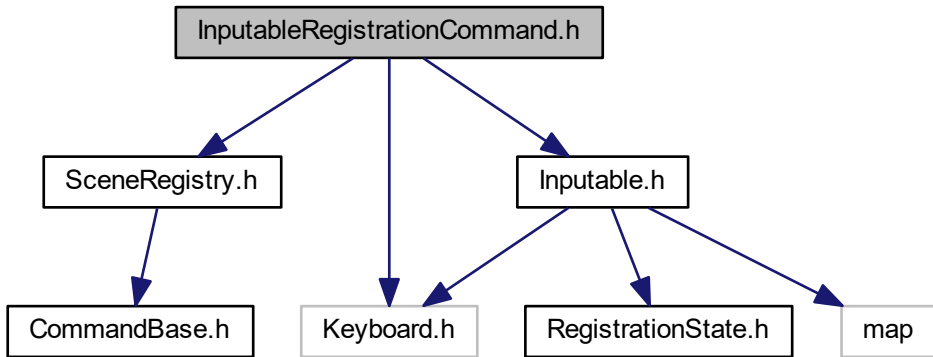 InputableRegistrationCommand.h
SceneRegistry.h
Inputable.h
CommandBase.h
Keyboard.h
RegistrationState.h
map